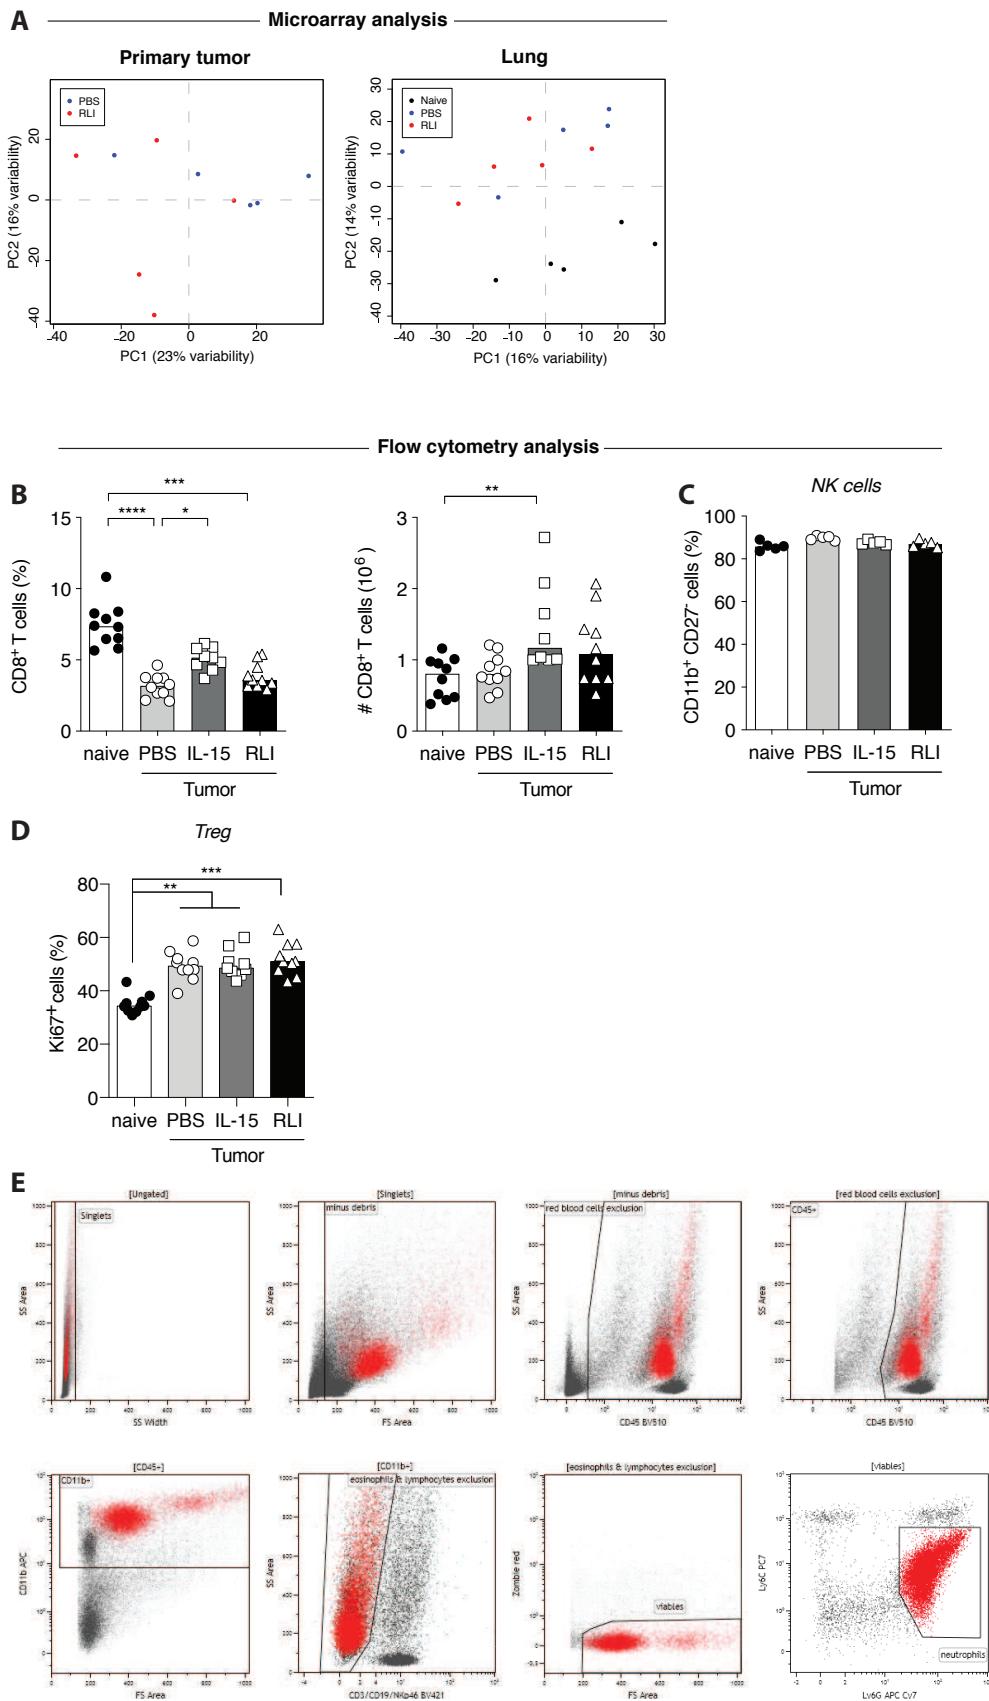 A
Microarray analysis
Primary tumor
PBS
RLI
20
0
-20
-40
PC2 (16% variability)
-40
-20
0
20
PC1 (23% variability)
Lung
Naive
PBS
RLI
30
20
10
0
-10
-20
-30
-40
PC2 (14% variability)
-40
-30
-20
-10
0
10
20
30
PC1 (16% variability)
Flow cytometry analysis
B
***
****
*
15
10
5
0
CD8+ T cells (%)
naive PBS IL-15 RLI
Tumor
**
3
2
1
0
# CD8+ T cells (10^6)
naive PBS IL-15 RLI
Tumor
C
NK cells
100
80
60
40
20
0
CD11b+ CD27- cells (%)
naive PBS IL-15 RLI
Tumor
D
Treg
***
**
80
60
40
20
0
Ki67+ cells (%)
naive PBS IL-15 RLI
Tumor
E
[Ungated]
Singlets
SS Area
SS Width
[Singlets]
minus debris
SS Area
FS Area
[minus debris]
red blood cells exclusion
SS Area
CD45 BV510
[red blood cells exclusion]
CD45+
SS Area
CD45 BV510
[CD45+]
CD11b+
CD11b APC
FS Area
[CD11b+]
eosinophils & lymphocytes exclusion
SS Area
CD3/CD19/NKp46 BV421
[eosinophils & lymphocytes exclusion]
viables
Zombie red
FS Area
[viables]
neutrophils
Ly6C PC7
Ly6G APC Cy7